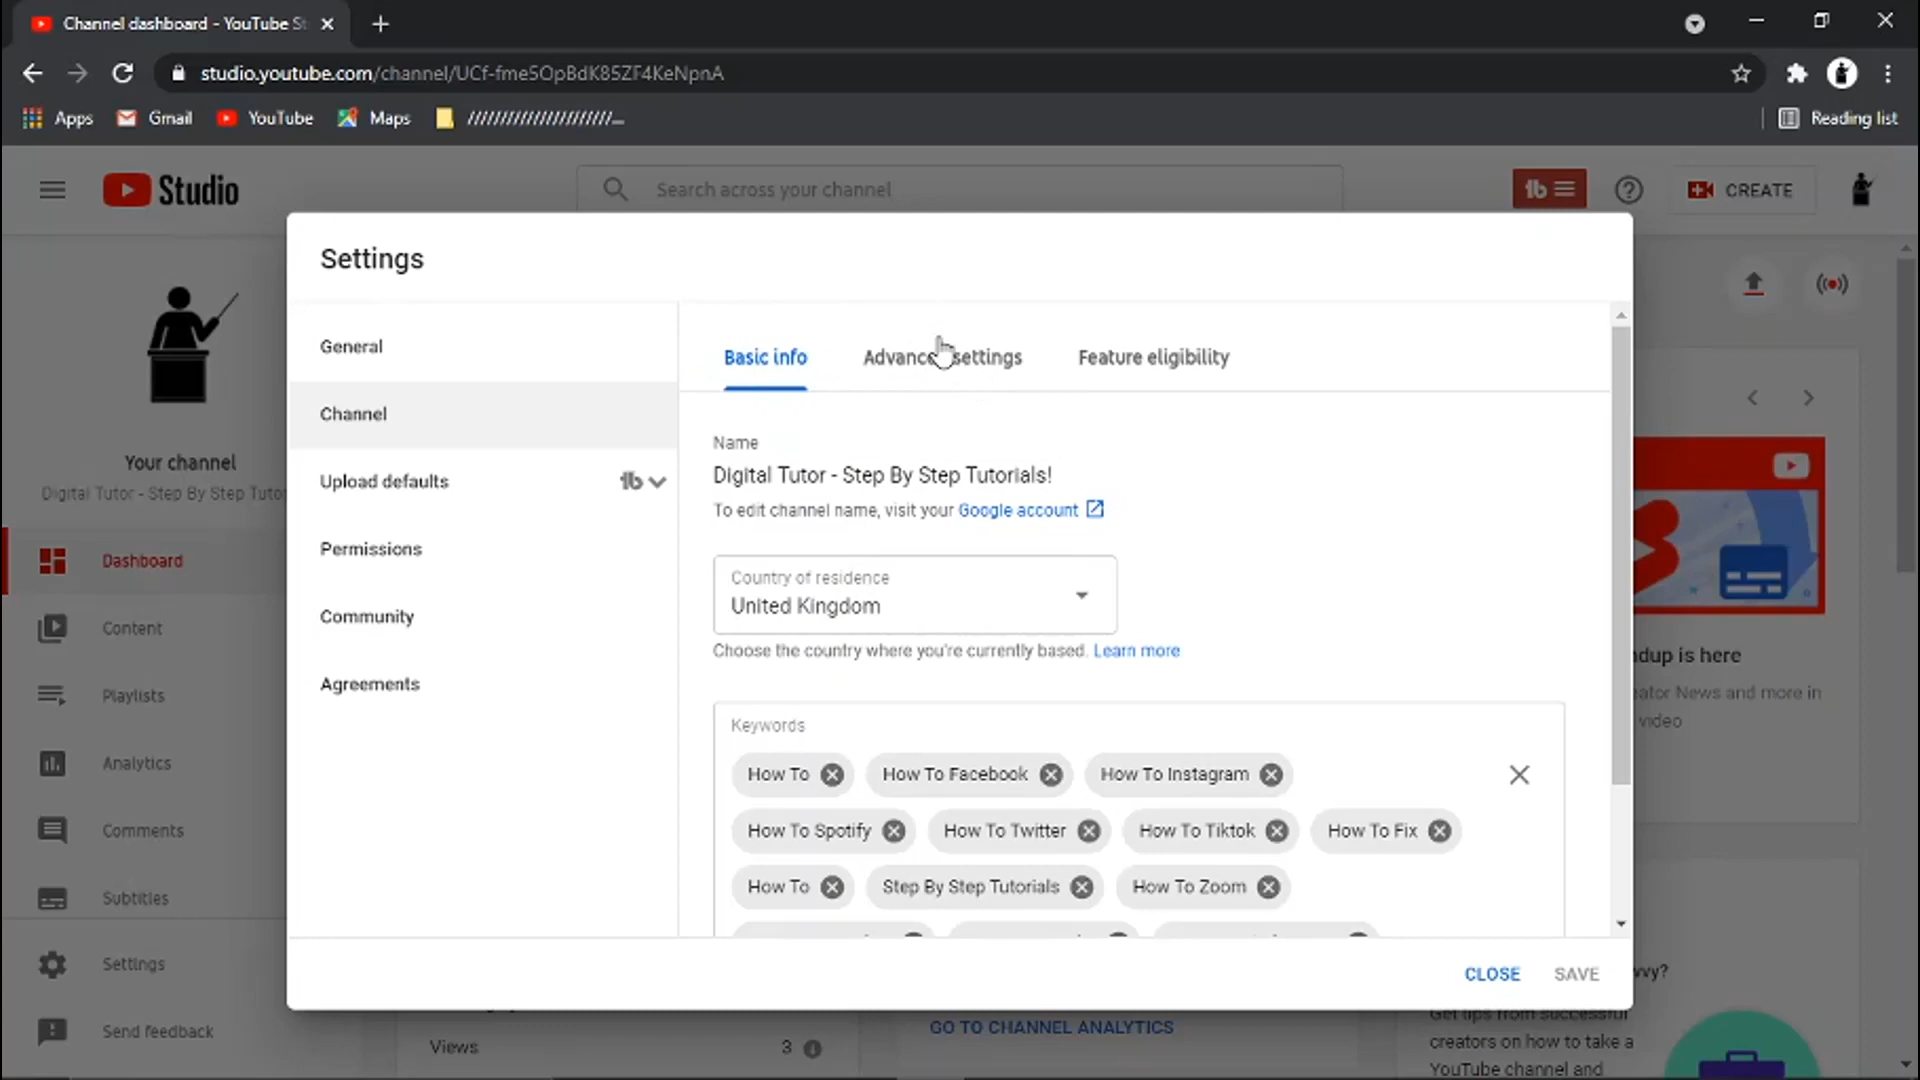 Channel dashboard - YouTube St
studio.youtube.com/channel/UCf-fme5OpBdK85ZF4KeNpnA
Apps Gmail YouTube Maps //////////////////////...
Reading list
Studio
Search across your channel
CREATE
Settings
General
Channel
Upload defaults
Permissions
Community
Agreements
Basic info Advanced settings Feature eligibility
Name
Digital Tutor - Step By Step Tutorials!
To edit channel name, visit your Google account
Country of residence
United Kingdom
Choose the country where you're currently based. Learn more
Keywords
How To How To Facebook How To Instagram
How To Spotify How To Twitter How To Tiktok How To Fix
How To Step By Step Tutorials How To Zoom
CLOSE SAVE
Your channel
Digital Tutor - Step By Step Tutor
Dashboard
Content
Playlists
Analytics
Comments
Subtitles
Settings
Send feedback
Views 3
GO TO CHANNEL ANALYTICS
ndup is here
ator News and more in
video
vvy?
Get tips from successful
creators on how to take a
YouTube channel and